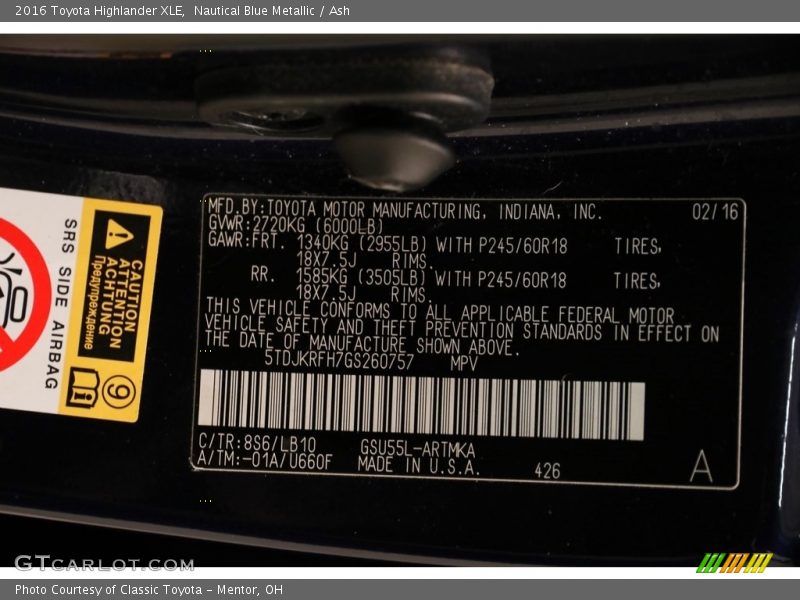 2016 Toyota Highlander XLE, Nautical Blue Metallic / Ash
MFD.BY:TOYOTA MOTOR MANUFACTURING, INDIANA, INC. 02/16
GVWR:2720KG (6000LB)
GAWR:FRT. 1340KG (2955LB) WITH P245/60R18 TIRES,
18X7.5J RIMS.
RR. 1585KG (3505LB) WITH P245/60R18 TIRES,
18X7.5J RIMS.
THIS VEHICLE CONFORMS TO ALL APPLICABLE FEDERAL MOTOR
VEHICLE SAFETY AND THEFT PREVENTION STANDARDS IN EFFECT ON
THE DATE OF MANUFACTURE SHOWN ABOVE.
5TDJKRFH7GS260757 MPV
C/TR:8S6/LB10 GSU55L-ARTMKA
A/TM:-01A/U660F MADE IN U.S.A. 426 A
SRS SIDE AIRBAG
CAUTION
ATTENTION
ACHTUNG
Предупреждение
9
GTCARLOT.COM
Photo Courtesy of Classic Toyota - Mentor, OH